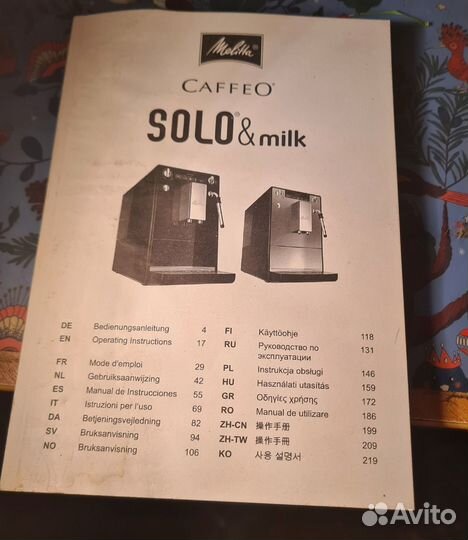 Melitta®
CAFFEO®
SOLO®& milk
DE Bedienungsanleitung 4
EN Operating Instructions 17
FR Mode d'emploi 29
NL Gebruiksaanwijzing 42
ES Manual de Instrucciones 55
IT Istruzioni per l'uso 69
DA Betjeningsvejledning 82
SV Bruksanvisning 94
NO Bruksanvisning 106
FI Käyttöohje 118
RU Руководство по 131
эксплуатации
PL Instrukcja obsługi 146
HU Használati utasítás 159
GR Οδηγίες χρήσης 172
RO Manual de utilizare 186
ZH-CN 操作手册 199
ZH-TW 操作手冊 209
KO 사용 설명서 219
Avito